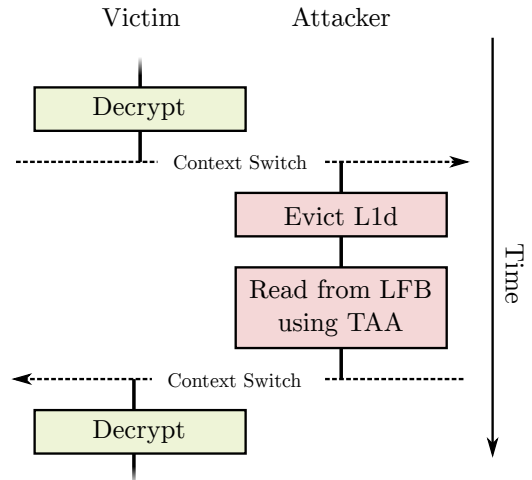 Victim
Attacker
Decrypt
Context Switch
Evict L1d
Read from LFB
using TAA
Time
Context Switch
Decrypt